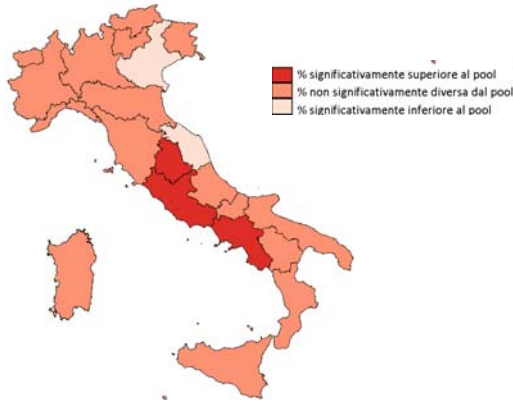 % significativamente superiore al pool
% non significativamente diversa dal pool
% significativamente inferiore al pool